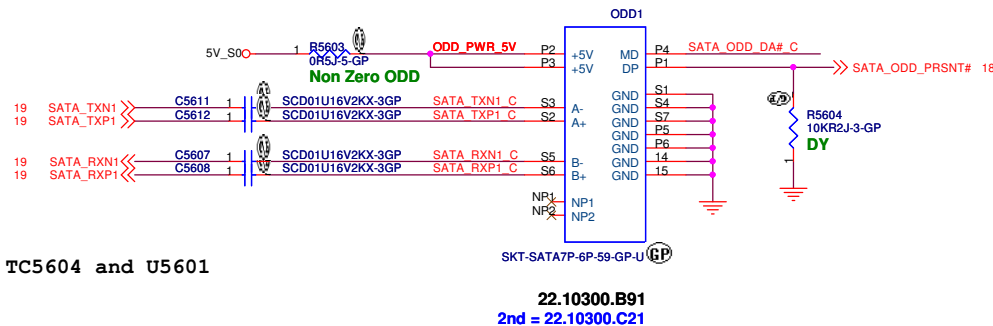 ODD1
5V_S0 1 R5603 ODD_PWR_5V P2 +5V MD P4 SATA_ODD_DA#_C
0R5J-5-GP P3 +5V DP P1 SATA_ODD_PRSNT# 18
Non Zero ODD
GND S1
19 SATA_TXN1 C5611 1 SCD01U16V2KX-3GP SATA_TXN1_C S3 A- GND S4
19 SATA_TXP1 C5612 1 SCD01U16V2KX-3GP SATA_TXP1_C S2 A+ GND S7
R5604
10KR2J-3-GP
DY
1
GND P5
GND P6
19 SATA_RXN1 C5607 1 SCD01U16V2KX-3GP SATA_RXN1_C S5 B- GND 14
19 SATA_RXP1 C5608 1 SCD01U16V2KX-3GP SATA_RXP1_C S6 B+ GND 15
NP1 NP1
NP2 NP2
SKT-SATA7P-6P-59-GP-U GP
TC5604 and U5601
22.10300.B91
2nd = 22.10300.C21